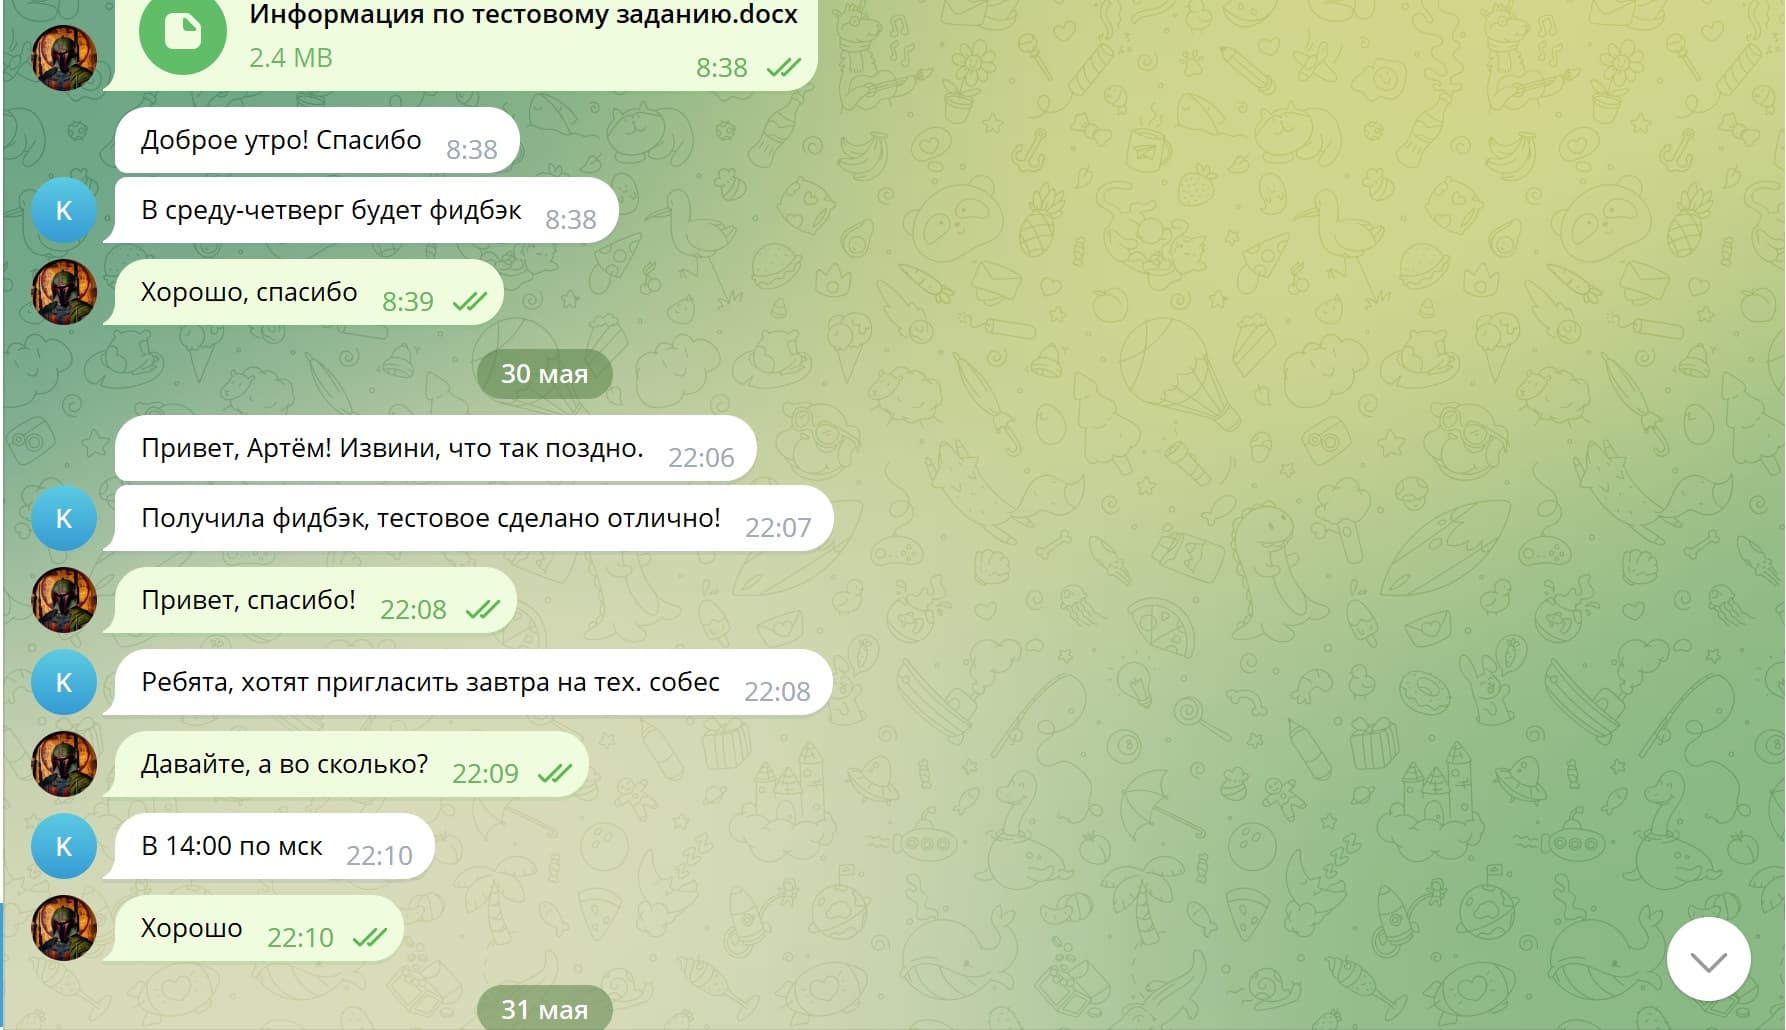 Информация по тестовому заданию.docx
2.4 MB
8:38
Доброе утро! Спасибо 8:38
K
В среду-четверг будет фидбэк 8:38
Хорошо, спасибо 8:39
30 мая
Привет, Артём! Извини, что так поздно. 22:06
K
Получила фидбэк, тестовое сделано отлично! 22:07
Привет, спасибо! 22:08
K
Ребята, хотят пригласить завтра на тех. собес 22:08
Давайте, а во сколько? 22:09
K
В 14:00 по мск 22:10
Хорошо 22:10
31 мая